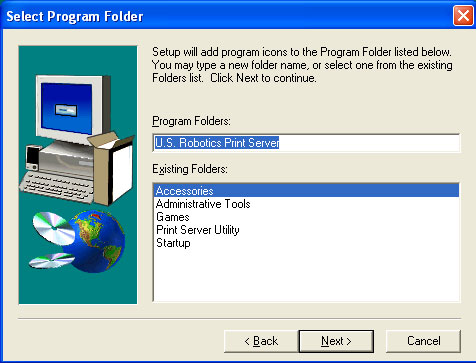 Select Program Folder
Setup will add program icons to the Program Folder listed below.
You may type a new folder name, or select one from the existing
Folders list. Click Next to continue.
Program Folders:
U.S. Robotics Print Server
Existing Folders:
Accessories
Administrative Tools
Games
Print Server Utility
Startup
< Back
Next >
Cancel